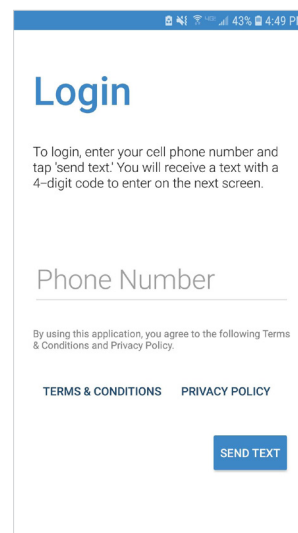 43% 4:49 P
Login
To login, enter your cell phone number and
tap 'send text.' You will receive a text with a
4-digit code to enter on the next screen.
Phone Number
By using this application, you agree to the following Terms
& Conditions and Privacy Policy.
TERMS & CONDITIONS PRIVACY POLICY
SEND TEXT